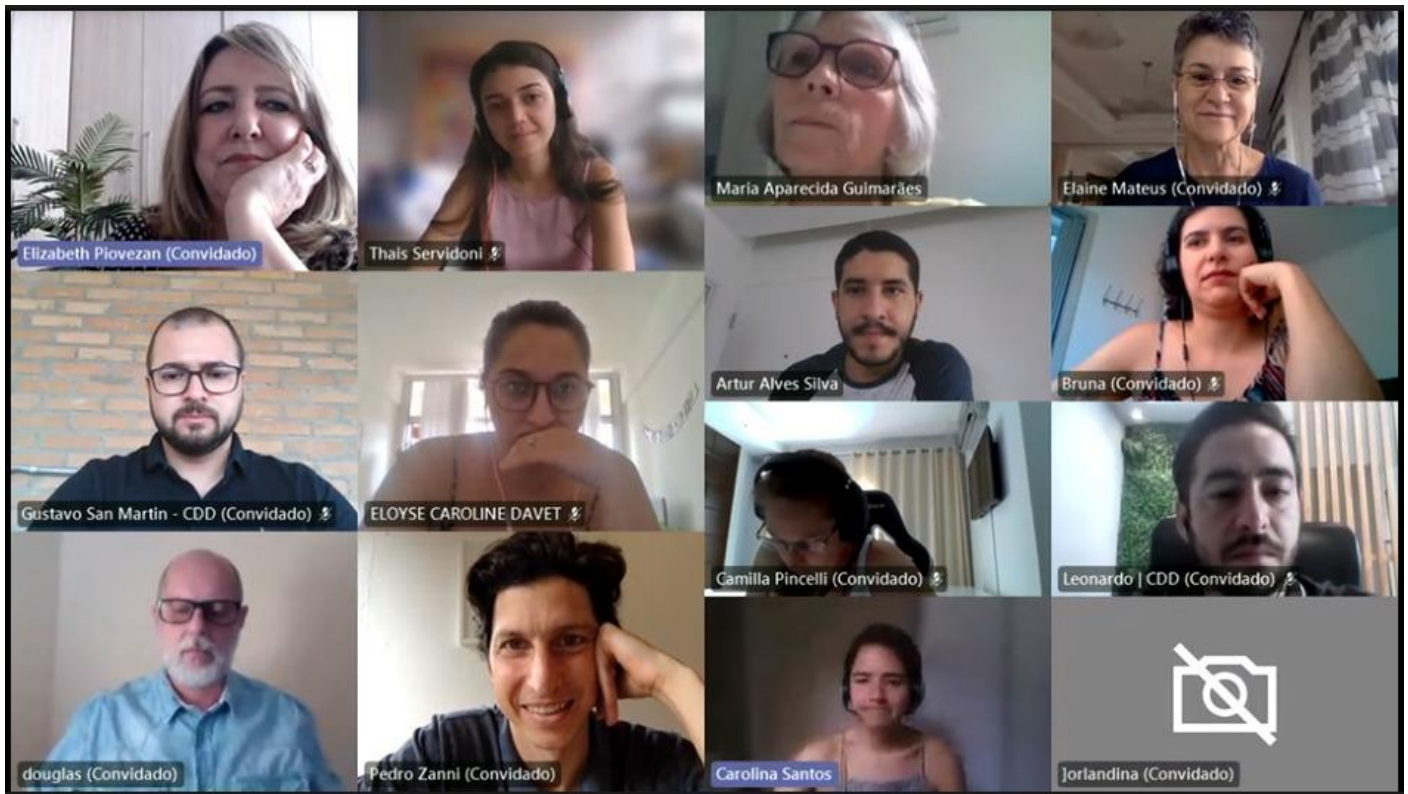 Elizabeth Piovezan (Convidado)
Thais Servidoni
Maria Aparecida Guimarães
Elaine Mateus (Convidado)
Artur Alves Silva
Bruna (Convidado)
Gustavo San Martin - CDD (Convidado)
ELOYSE CAROLINE DAVET
Camilla Pincelli (Convidado)
Leonardo | CDD (Convidado)
douglas (Convidado)
Pedro Zanni (Convidado)
Carolina Santos
Jorlandina (Convidado)